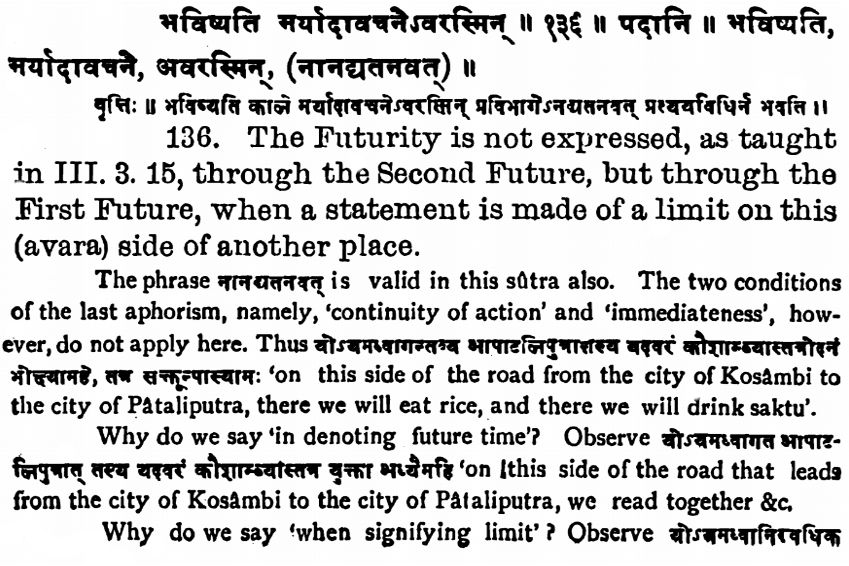 भविष्यति मर्यादावचनेऽवरस्मिन् ॥ १३६ ॥ पदानि ॥ भविष्यति,
मर्यादावचने, अवरस्मिन्, (नानद्यतनवत्) ॥
वृत्तिः ॥ भविष्यति काले मर्यादावचनेऽवरस्मिन् प्रविभागेऽनद्यतनवत् प्रत्ययविधिर्न भवति ॥
136. The Futurity is not expressed, as taught
in III. 3. 15, through the Second Future, but through the
First Future, when a statement is made of a limit on this
(avara) side of another place.
The phrase नानद्यतनवत् is valid in this sûtra also. The two conditions
of the last aphorism, namely, 'continuity of action' and 'immediateness', how-
ever, do not apply here. Thus योऽयमध्वागन्तव्य आपाटलिपुत्रात्तस्य यदवरं कौशाम्ब्यास्तत्रौदनं
भोक्ष्यामहे, तत्र सक्तून्पास्यामः 'on this side of the road from the city of Kosâmbi to
the city of Pâtaliputra, there we will eat rice, and there we will drink saktu'.
Why do we say 'in denoting future time'? Observe योऽयमध्वागत आपाट-
लिपुत्रात् तस्य यदवरं कौशाम्ब्यास्तत्र युक्ता अध्यैमहि 'on this side of the road that leads
from the city of Kosâmbi to the city of Pâtaliputra, we read together &c.
Why do we say 'when signifying limit' ? Observe योऽयमध्वानिरवधिक